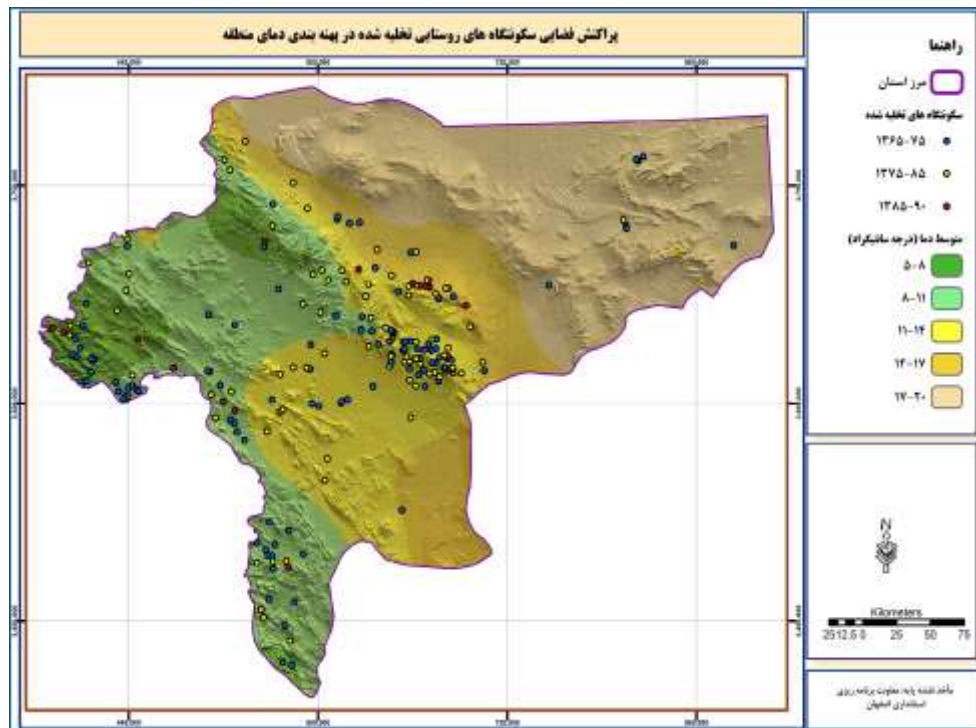 پراکنش فضایی سکونتگاه های روستایی تخلیه شده در پهنه بندی دمای منطقه
راهنما
مرز استان
سکونتگاه های تخلیه شده
۱۳۶۵-۷۵
۱۳۷۵-۸۵
۱۳۸۵-۹۰
متوسط دما (درجه سانتیگراد)
۵-۸
۸-۱۱
۱۱-۱۴
۱۴-۱۷
۱۷-۲۰
N
Kilometers
25 12.5 0 25 50 75
مأخذ نقشه پایه: معاونت برنامه ریزی
استانداری اصفهان